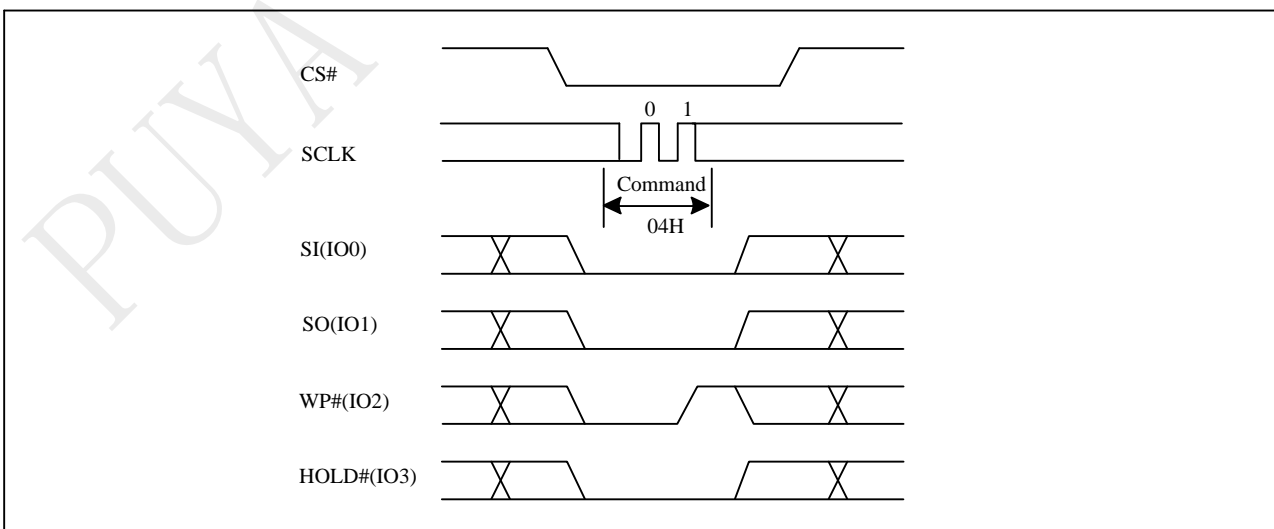 PUYA
CS#
0 1
SCLK
Command
04H
SI(IO0)
SO(IO1)
WP#(IO2)
HOLD#(IO3)